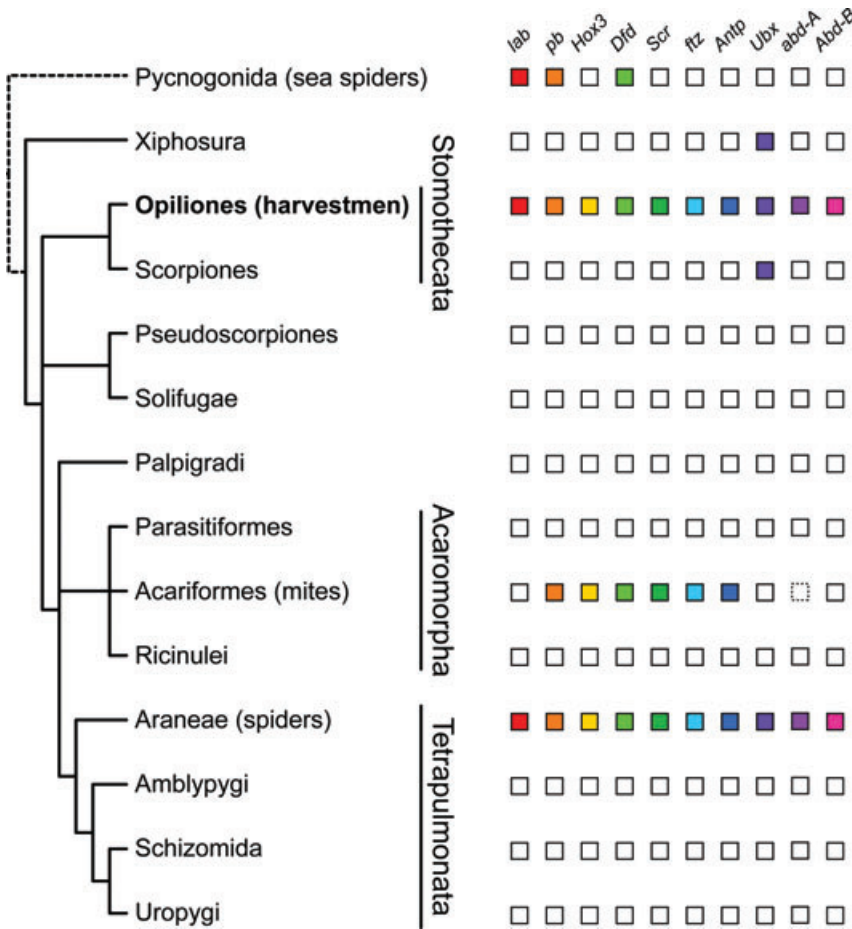 lab pb Hox3 Dfd Scr ftz Antp Ubx abd-A Abd-B
Pycnogonida (sea spiders)
Xiphosura
Opiliones (harvestmen)
Scorpiones
Stomothecata
Pseudoscorpiones
Solifugae
Palpigradi
Parasitiformes
Acariformes (mites)
Ricinulei
Acaromorpha
Araneae (spiders)
Amblypygi
Schizomida
Uropygi
Tetrapulmonata